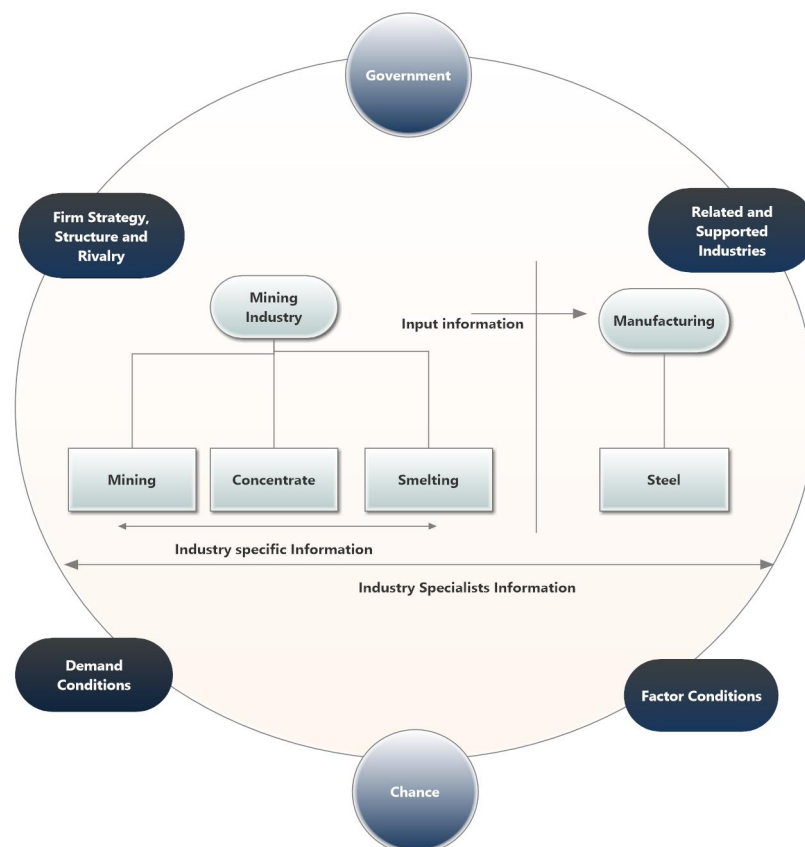 Government
Firm Strategy,
Structure and
Rivalry
Related and
Supported
Industries
Mining
Industry
Input information
Manufacturing
Mining
Concentrate
Smelting
Steel
Industry specific Information
Industry Specialists Information
Demand
Conditions
Factor Conditions
Chance